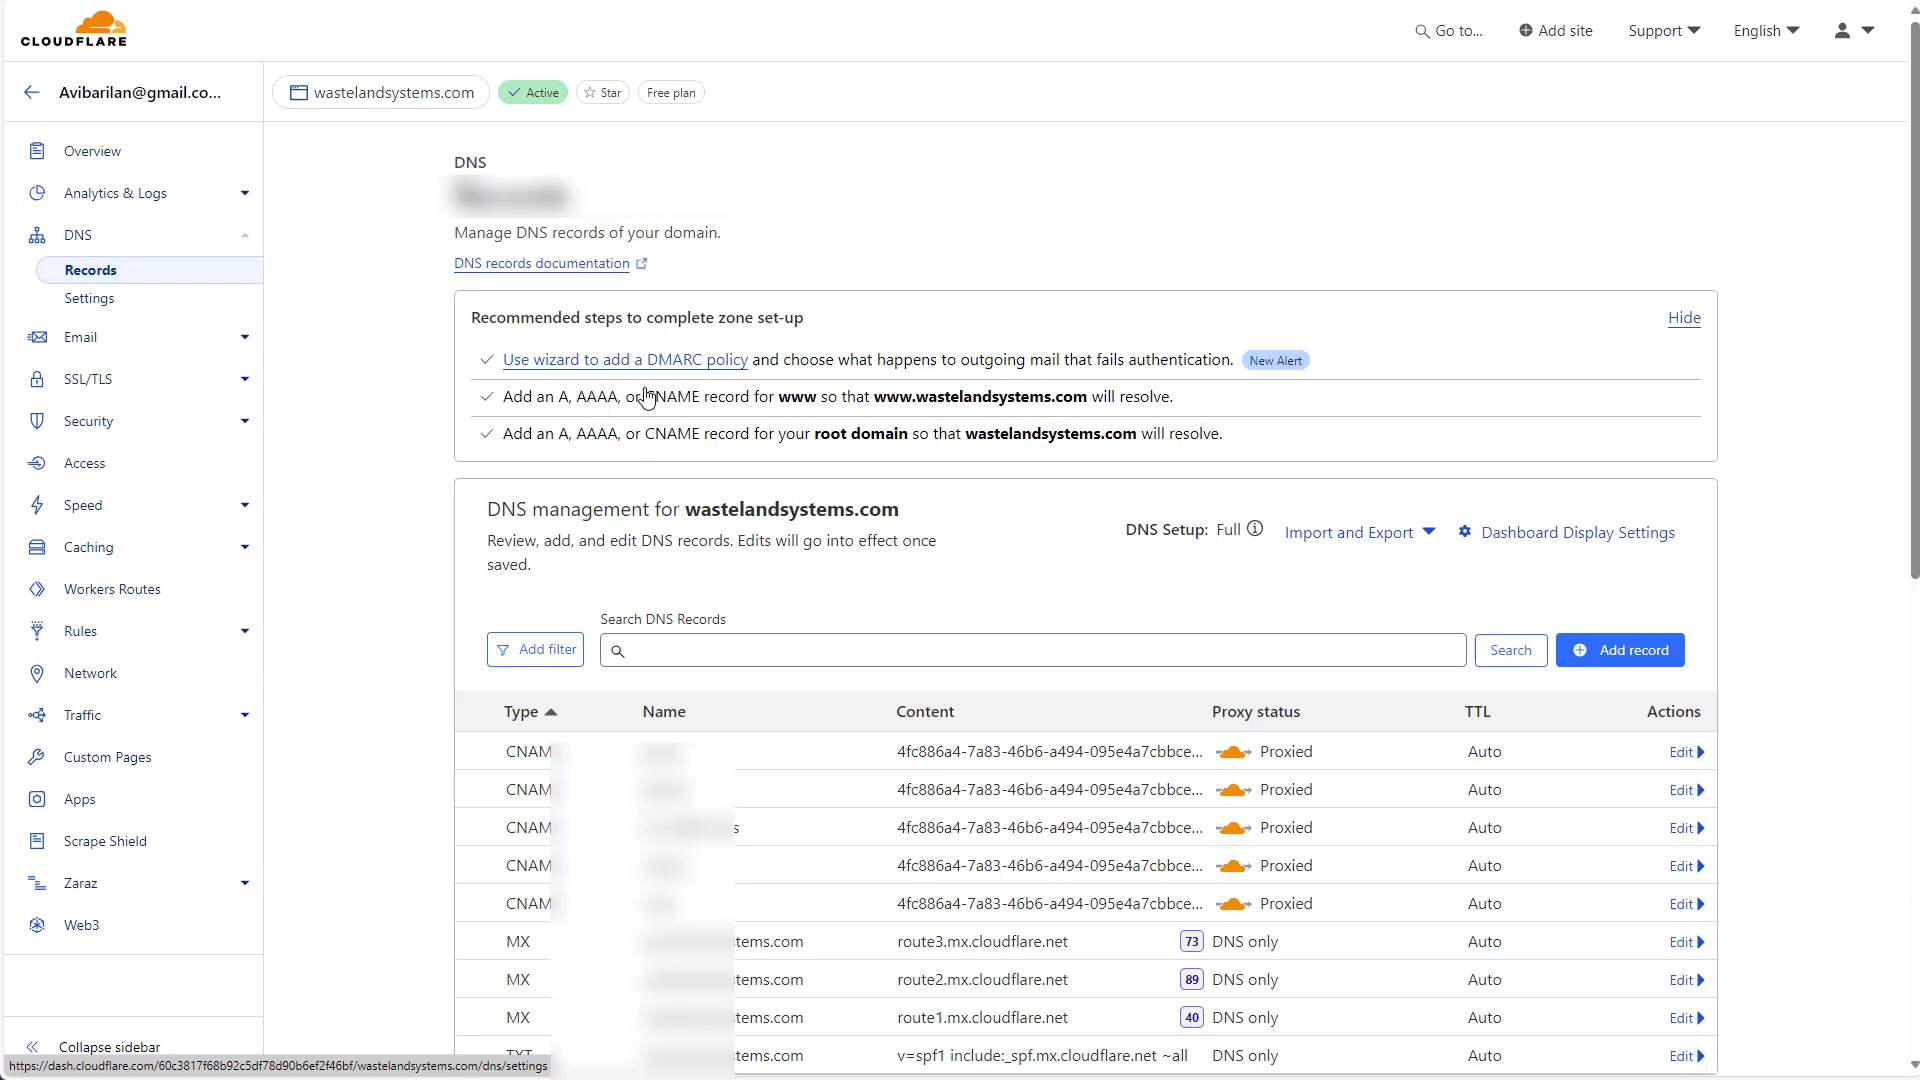 CLOUDFLARE
Go to...
Add site
Support
English
Avibarilan@gmail.co...
wastelandsystems.com
Active
Star
Free plan
Overview
Analytics & Logs
DNS
Records
Settings
Email
SSL/TLS
Security
Access
Speed
Caching
Workers Routes
Rules
Network
Traffic
Custom Pages
Apps
Scrape Shield
Zaraz
Web3
Collapse sidebar
https://dash.cloudflare.com/60c3817f68b92c5df78d90b6ef2f46bf/wastelandsystems.com/dns/settings
DNS
Manage DNS records of your domain.
DNS records documentation
Recommended steps to complete zone set-up
Hide
Use wizard to add a DMARC policy and choose what happens to outgoing mail that fails authentication. New Alert
Add an A, AAAA, or CNAME record for www so that www.wastelandsystems.com will resolve.
Add an A, AAAA, or CNAME record for your root domain so that wastelandsystems.com will resolve.
DNS management for wastelandsystems.com
Review, add, and edit DNS records. Edits will go into effect once
saved.
DNS Setup: Full
Import and Export
Dashboard Display Settings
Search DNS Records
Add filter
Search
Add record
Type Name Content Proxy status TTL Actions
CNAM 4fc886a4-7a83-46b6-a494-095e4a7cbbce... Proxied Auto Edit
CNAM 4fc886a4-7a83-46b6-a494-095e4a7cbbce... Proxied Auto Edit
CNAM s 4fc886a4-7a83-46b6-a494-095e4a7cbbce... Proxied Auto Edit
CNAM 4fc886a4-7a83-46b6-a494-095e4a7cbbce... Proxied Auto Edit
CNAM 4fc886a4-7a83-46b6-a494-095e4a7cbbce... Proxied Auto Edit
MX tems.com route3.mx.cloudflare.net 73 DNS only Auto Edit
MX tems.com route2.mx.cloudflare.net 89 DNS only Auto Edit
MX tems.com route1.mx.cloudflare.net 40 DNS only Auto Edit
TXT tems.com v=spf1 include:_spf.mx.cloudflare.net ~all DNS only Auto Edit